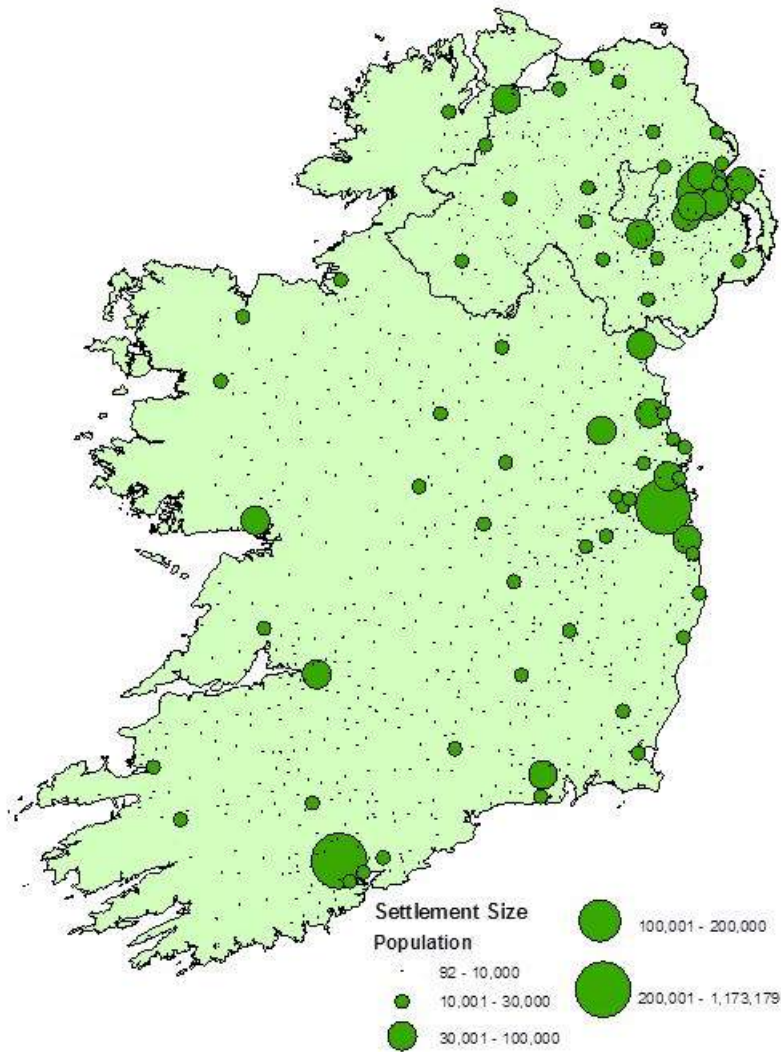 Settlement Size
Population
92 - 10,000
10,001 - 30,000
30,001 - 100,000
100,001 - 200,000
200,001 - 1,173,179